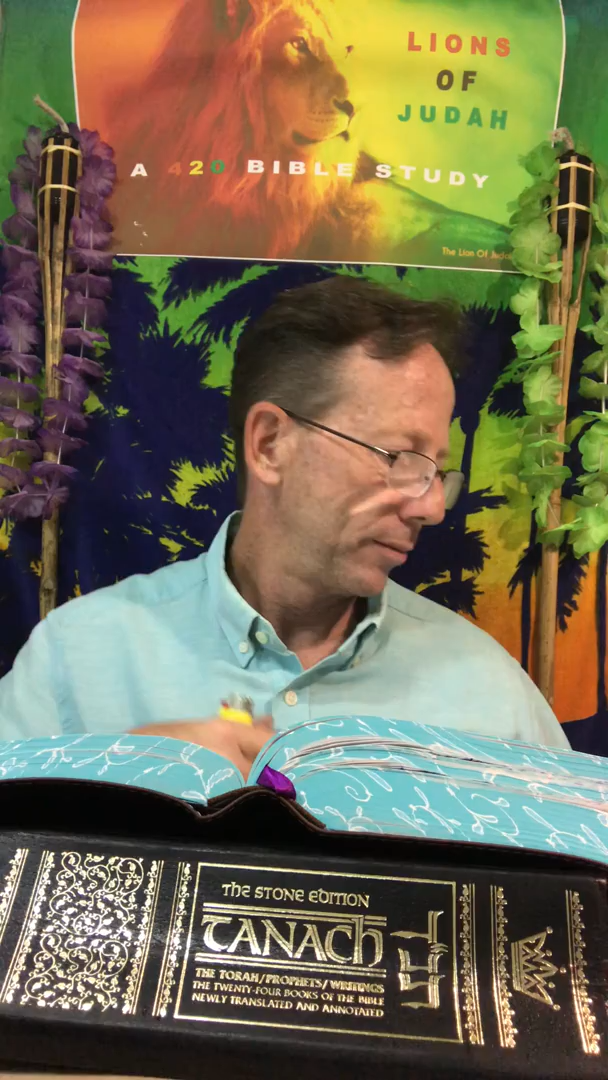 LIONS
OF
JUDAH
A 420 BIBLE STUDY
The Lion Of Judah
THE STONE EDITION
TANACH
תנ״ך
THE TORAH/PROPHETS/WRITINGS
THE TWENTY-FOUR BOOKS OF THE BIBLE
NEWLY TRANSLATED AND ANNOTATED